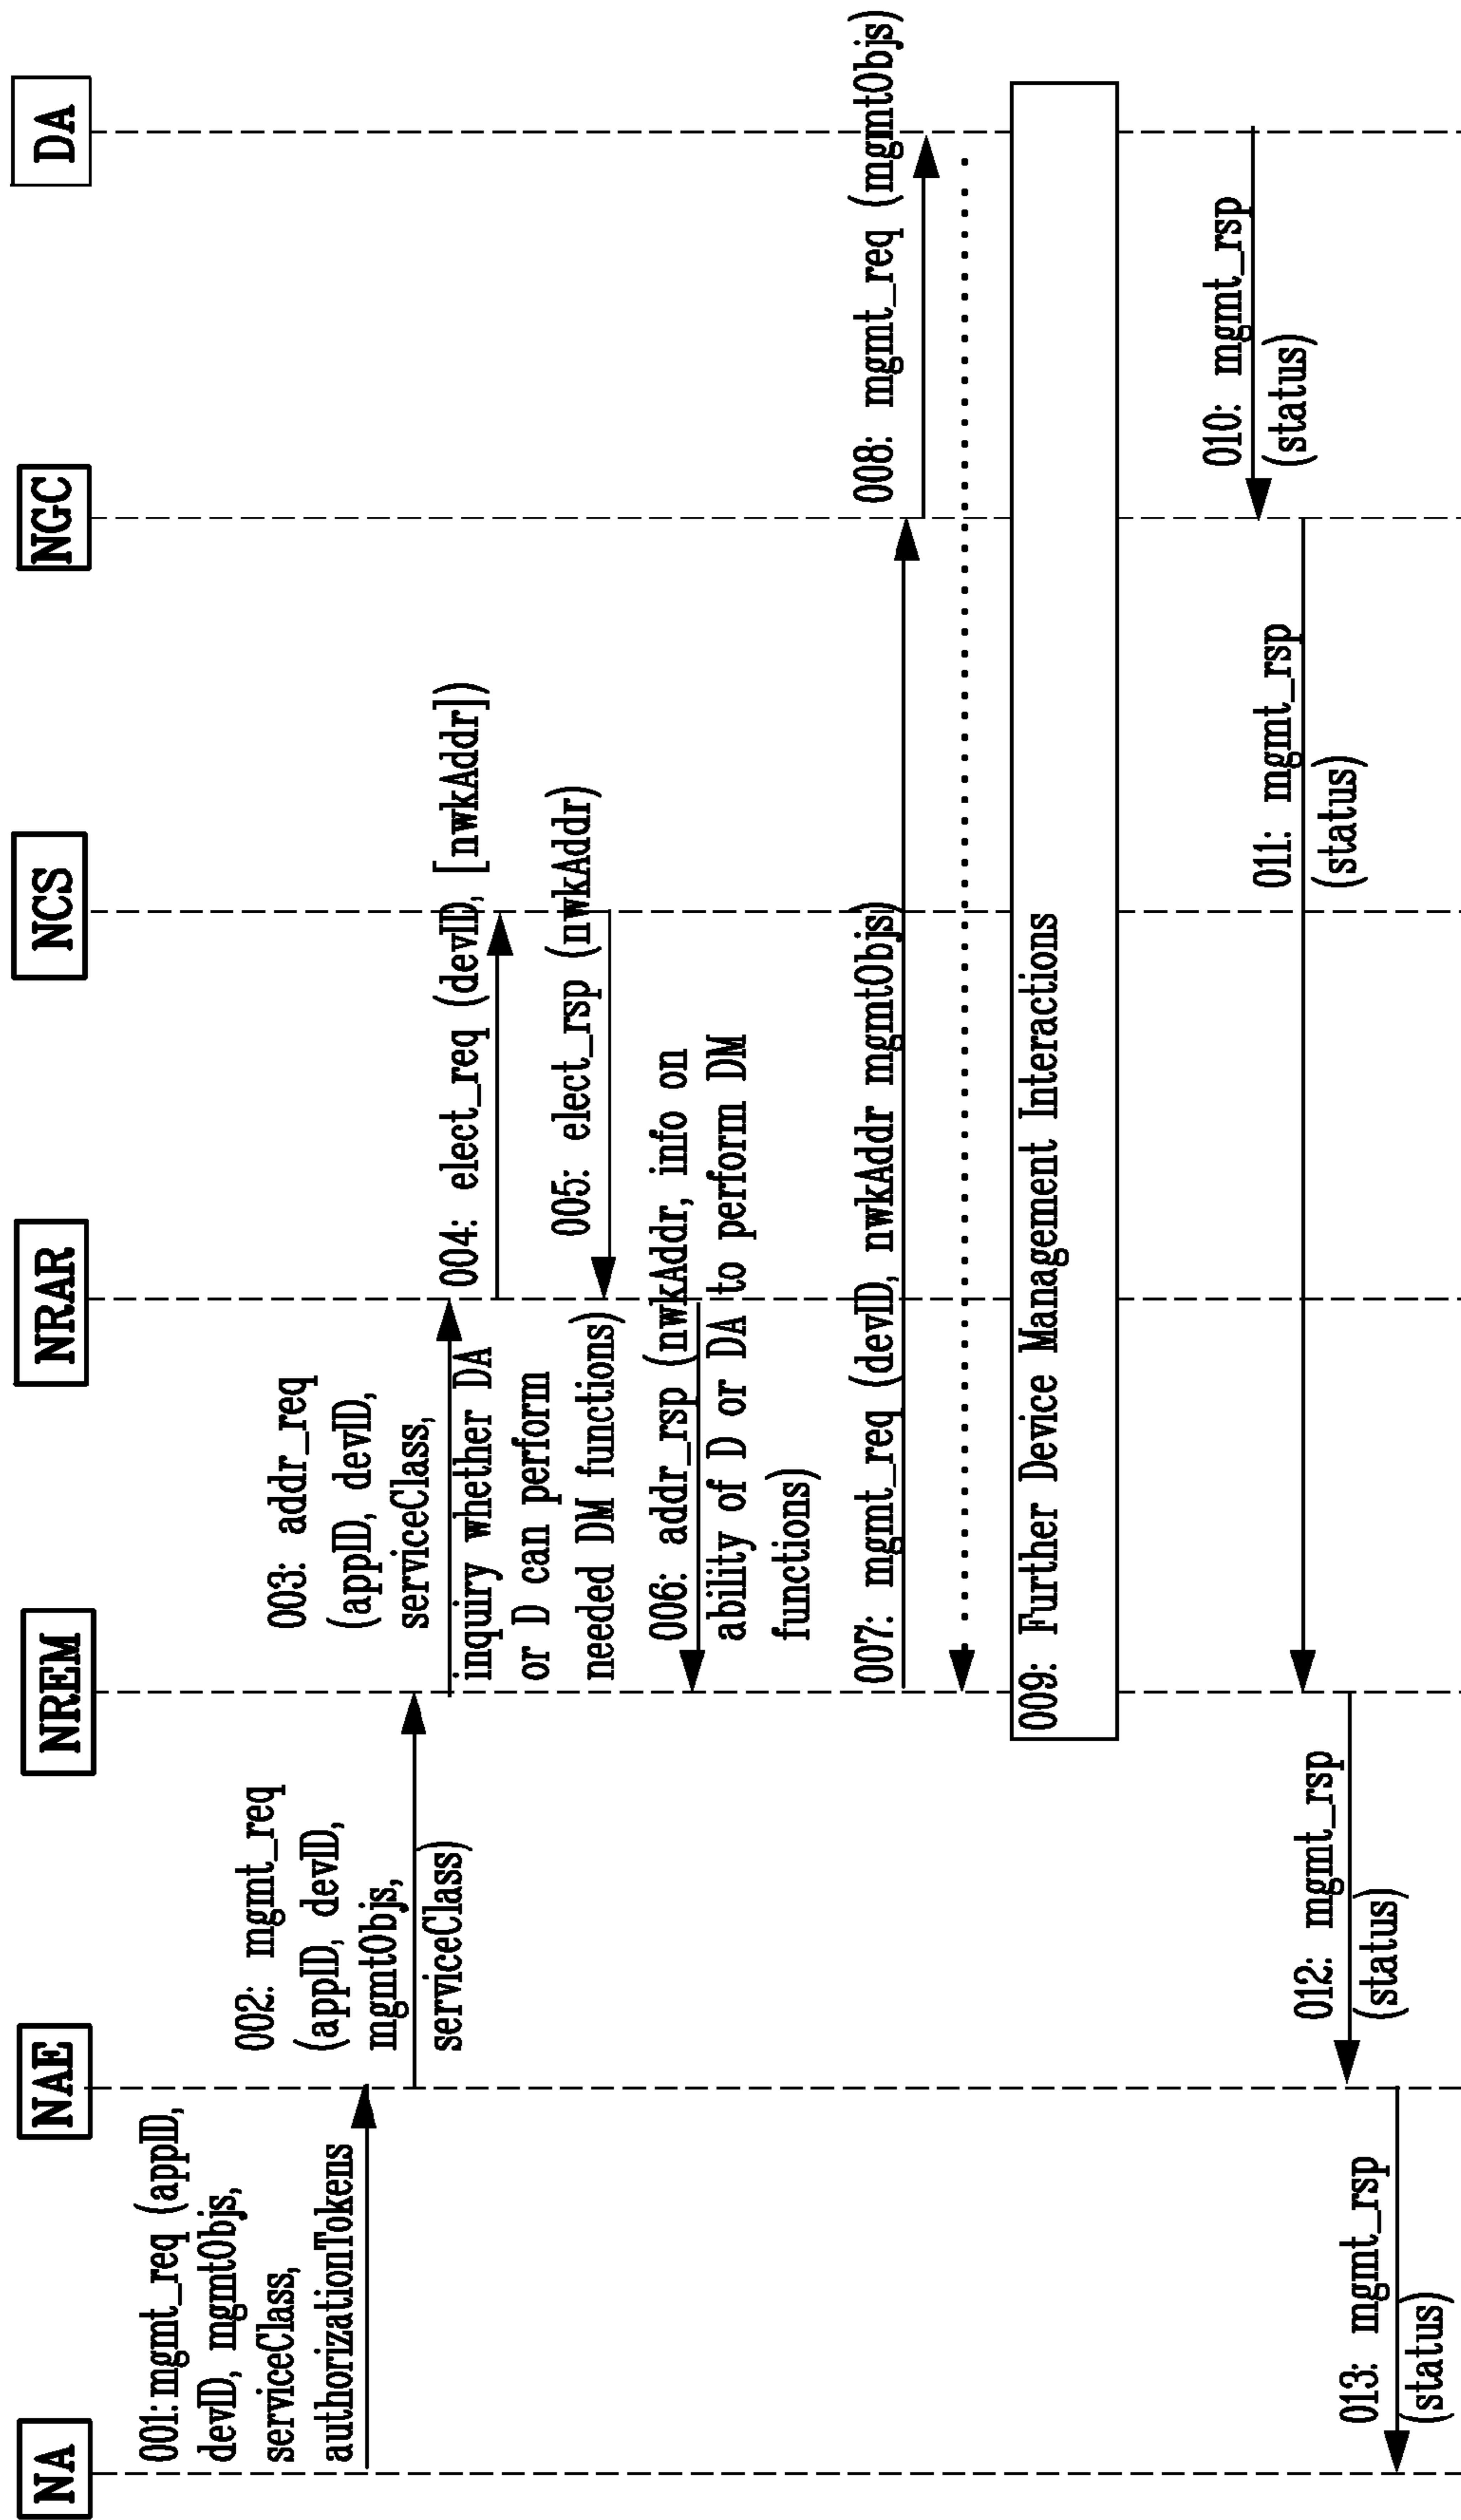 NA
NAE
NREM
NRAR
NCS
NGC
DA
001:mgmt_req (appID,
devID, mgmtObjs,
serviceClass,
authorizationTokens
002: mgmt_req
(appID, devID,
mgmtObjs,
serviceClass)
003: addr_req
(appID, devID,
serviceClass,
inquiry whether DA
or D can perform
needed DM functions)
004: elect_req (devID, [nwkAddr])
005: elect_rsp (nwkAddr)
006: addr_rsp (nwkAddr, info on
ability of D or DA to perform DM
functions)
007: mgmt_req (devID, nwkAddr mgmtObjs)
008: mgmt_req (mgmtObjs)
009: Further Device Management Interactions
010: mgmt_rsp
(status)
011: mgmt_rsp
(status)
012: mgmt_rsp
(status)
013: mgmt_rsp
(status)